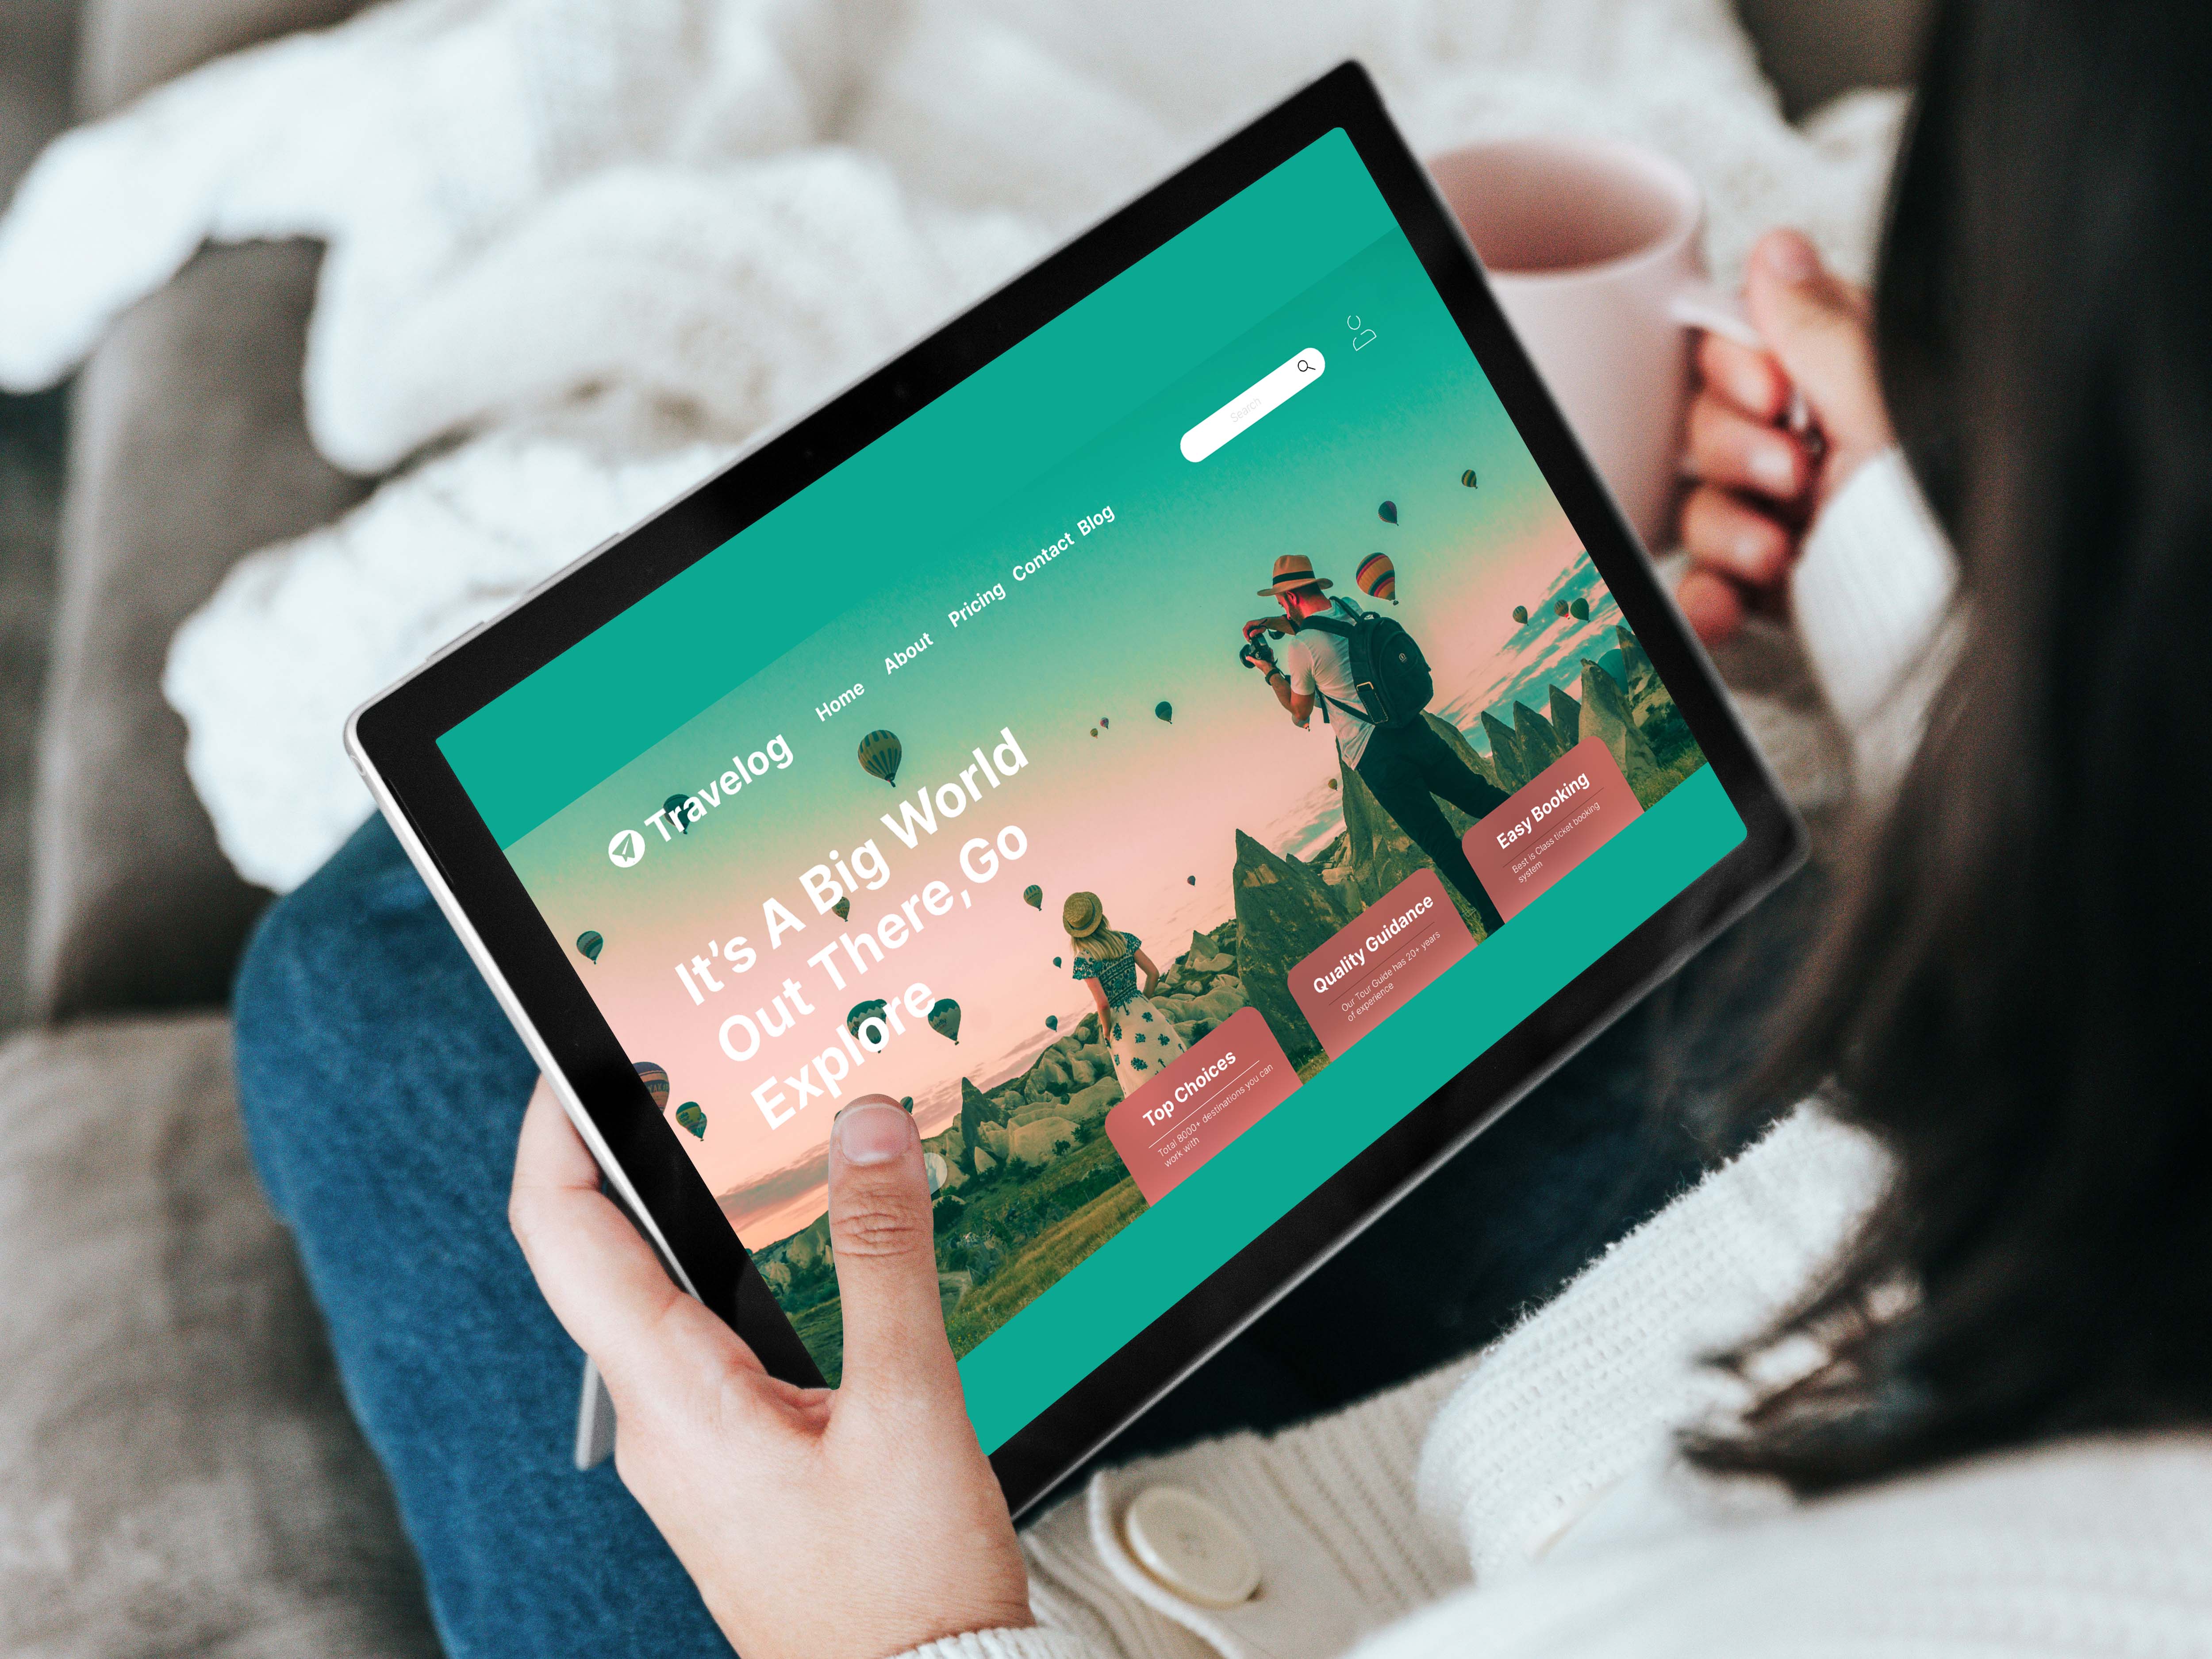 Travelog
Home About Pricing Contact Blog
Search
It's A Big World
Out There,Go
Explore
Top Choices
Total 8000+ destinations you can
work with
Quality Guidance
Our Tour Guide has 20+ years
of experience
Easy Booking
Best is Class ticket booking
system